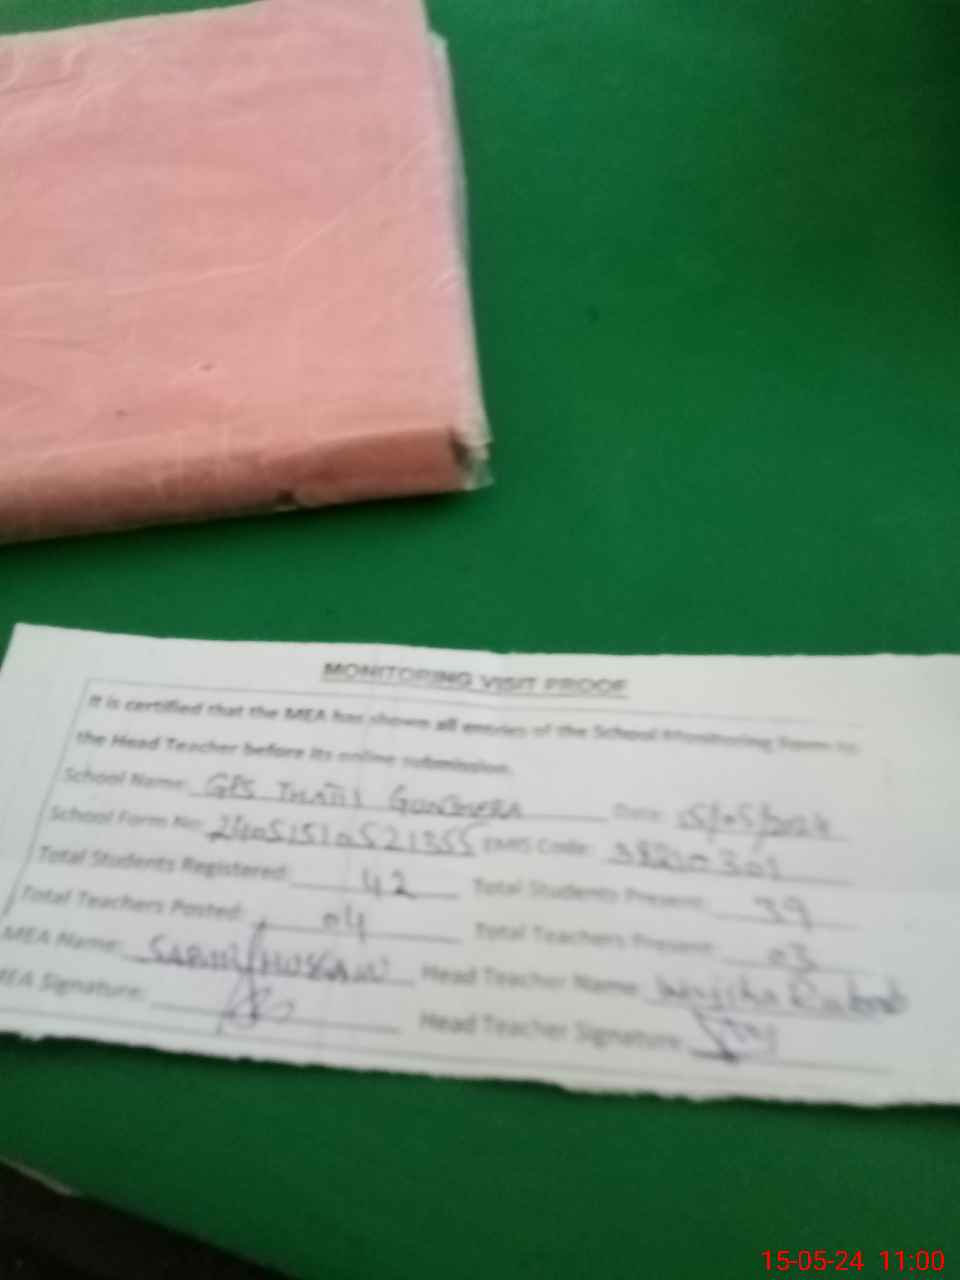 MONITORING VISIT PROOF
It is certified that the MEA has shown all entries of the School Monitoring Form to
the Head Teacher before its online submission.
School Name: GPS Date: 15/05/2024
School Form No: EMIS Code:
Total Students Registered: 42 Total Students Present: 39
Total Teachers Posted: 04 Total Teachers Present: 03
MEA Name: Head Teacher Name:
MEA Signature: Head Teacher Signature:
15-05-24 11:00